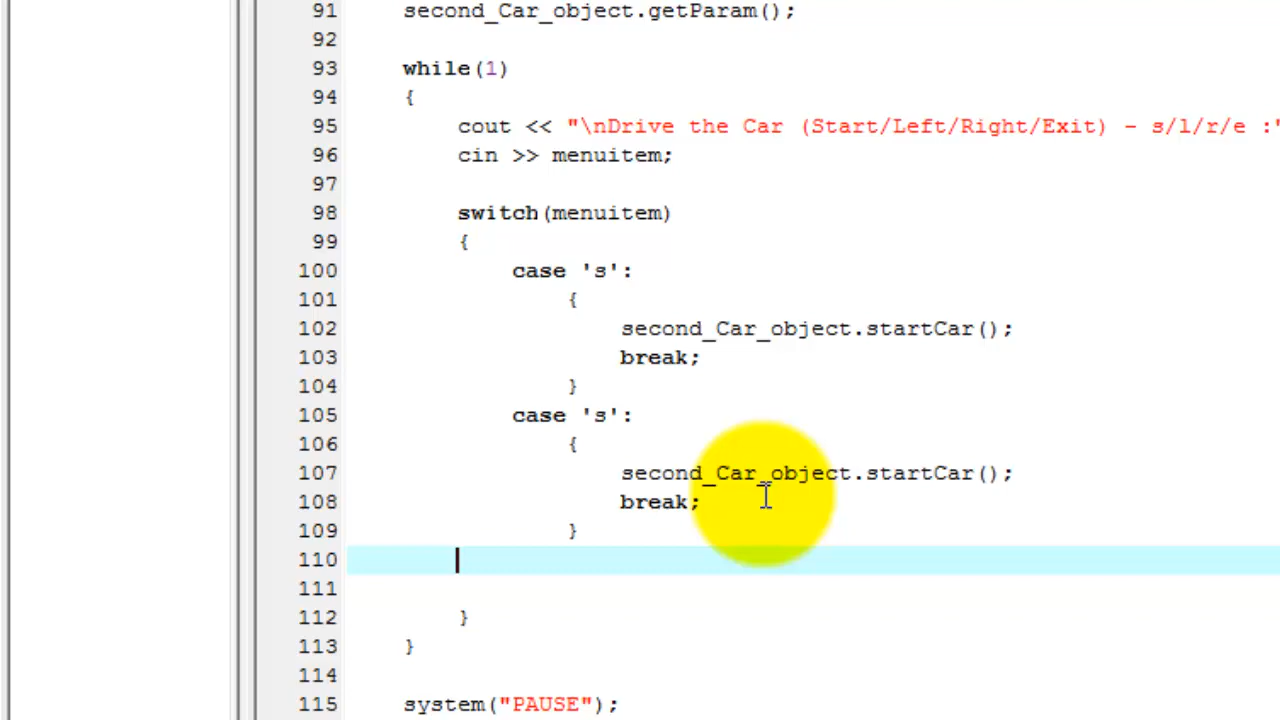 91 second_Car_object.getParam();
92
93 while(1)
94 {
95 cout << "\nDrive the Car (Start/Left/Right/Exit) - s/l/r/e :"
96 cin >> menuitem;
97
98 switch(menuitem)
99 {
100 case 's':
101 {
102 second_Car_object.startCar();
103 break;
104 }
105 case 's':
106 {
107 second_Car_object.startCar();
108 break;
109 }
110
111
112 }
113 }
114
115 system("PAUSE");